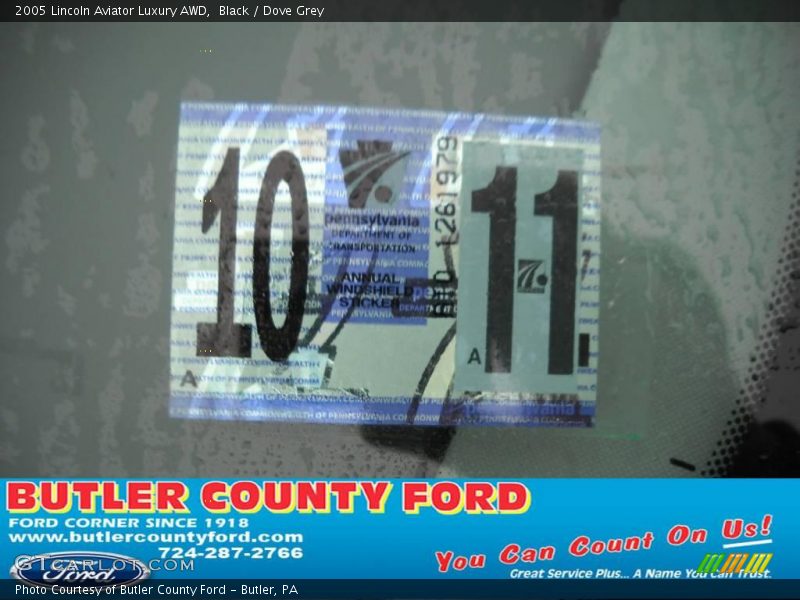 2005 Lincoln Aviator Luxury AWD, Black / Dove Grey
10
pennsylvania
DEPARTMENT OF
TRANSPORTATION
ANNUAL
WINDSHIELD
STICKER
A
1261979
11
A
pennsylvania
BUTLER COUNTY FORD
FORD CORNER SINCE 1918
www.butlercountyford.com
724-287-2766
Ford
You Can Count On Us!
Great Service Plus... A Name You Can Trust.
GTcarlot.com
Photo Courtesy of Butler County Ford - Butler, PA